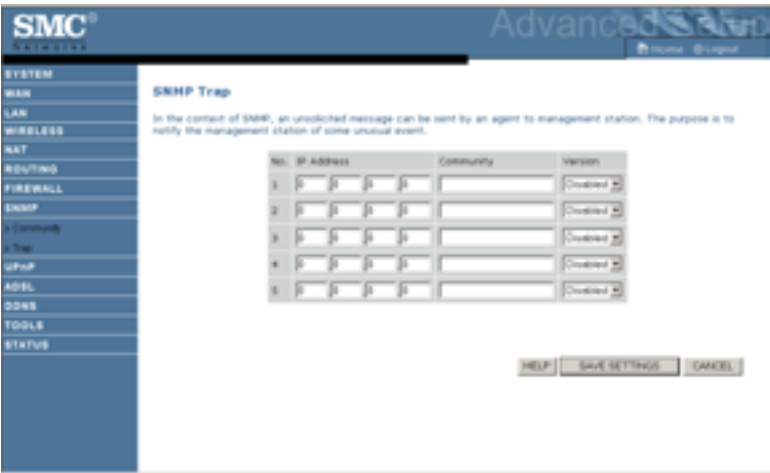 SMC®
Networks
Advanced Setup
Home Logout
SYSTEM
WAN
LAN
WIRELESS
NAT
ROUTING
FIREWALL
SNMP
» Community
» Trap
UPnP
ADSL
DDNS
TOOLS
STATUS
SNMP Trap
In the context of SNMP, an unsolicited message can be sent by an agent to management station. The purpose is to
notify the management station of some unusual event.
No. IP Address Community Version
1 0 0 0 0 Disabled
2 0 0 0 0 Disabled
3 0 0 0 0 Disabled
4 0 0 0 0 Disabled
5 0 0 0 0 Disabled
HELP SAVE SETTINGS CANCEL